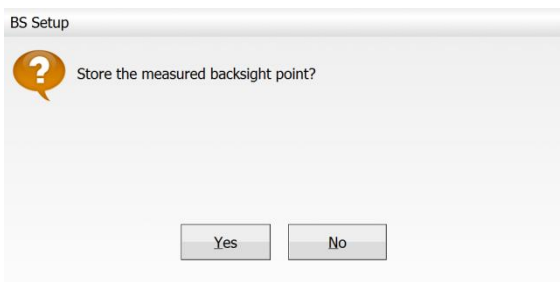 BS Setup
?
Store the measured backsight point?
Yes
No